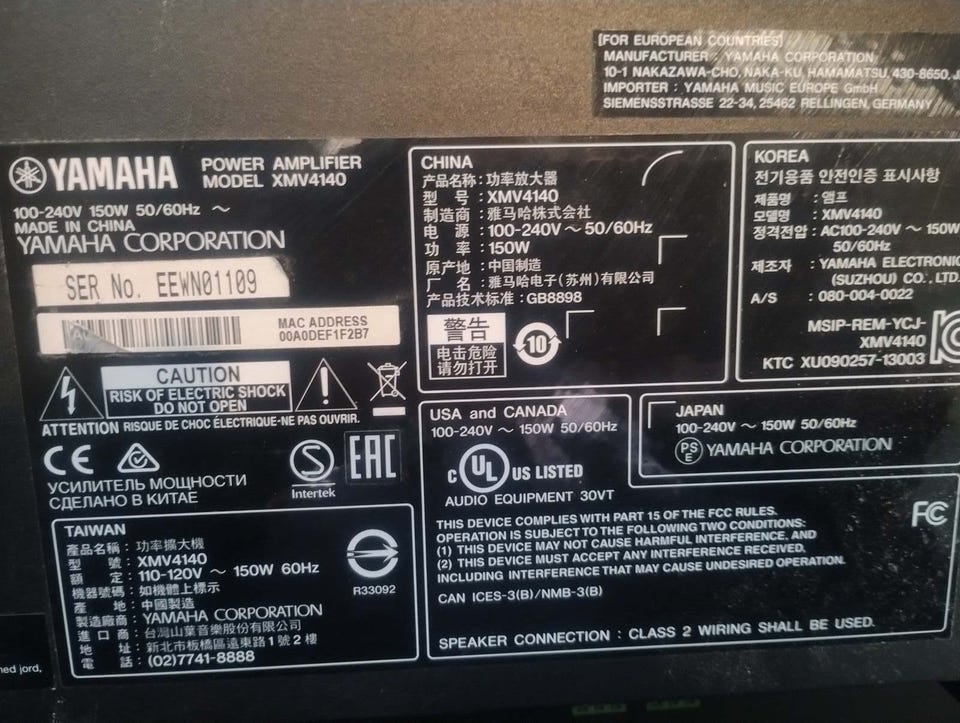 [FOR EUROPEAN COUNTRIES]
MANUFACTURER : YAMAHA CORPORATION
10-1 NAKAZAWA-CHO, NAKA-KU, HAMAMATSU, 430-8650, J
IMPORTER : YAMAHA MUSIC EUROPE GmbH
SIEMENSSTRASSE 22-34, 25462 RELLINGEN, GERMANY
YAMAHA
POWER AMPLIFIER
MODEL XMV4140
100-240V 150W 50/60Hz ～
MADE IN CHINA
YAMAHA CORPORATION
SER No. EEWN01109
MAC ADDRESS
00A0DEF1F2B7
CAUTION
RISK OF ELECTRIC SHOCK
DO NOT OPEN
ATTENTION RISQUE DE CHOC ÉLECTRIQUE-NE PAS OUVRIR.
CE
S
Intertek
EAC
УСИЛИТЕЛЬ МОЩНОСТИ
СДЕЛАНО В КИТАЕ
TAIWAN
產品名稱：功率擴大機
型　　號：XMV4140
額　　定：110-120V ～ 150W 60Hz
機器號碼：如機體上標示
產　　地：中國製造
製造廠商：YAMAHA CORPORATION
進 口 商：台灣山葉音樂股份有限公司
地　　址：新北市板橋區遠東路1號2樓
電　　話：(02)7741-8888
R33092
CHINA
产品名称：功率放大器
型　号：XMV4140
制造商：雅马哈株式会社
电　源：100-240V ～ 50/60Hz
功　率：150W
原产地：中国制造
厂　名：雅马哈电子(苏州)有限公司
产品技术标准：GB8898
警告
电击危险
请勿打开
10
KOREA
전기용품 안전인증 표시사항
제품명 : 앰프
모델명 : XMV4140
정격전압 : AC100-240V ～ 150W
50/60Hz
제조자 : YAMAHA ELECTRONIC
(SUZHOU) CO., LTD.
A/S : 080-004-0022
MSIP-REM-YCJ-
XMV4140
KTC XU090257-13003
USA and CANADA
100-240V ～ 150W 50/60Hz
C UL US LISTED
AUDIO EQUIPMENT 30VT
JAPAN
100-240V ～ 150W 50/60Hz
PS
E
YAMAHA CORPORATION
FC
THIS DEVICE COMPLIES WITH PART 15 OF THE FCC RULES.
OPERATION IS SUBJECT TO THE FOLLOWING TWO CONDITIONS:
(1) THIS DEVICE MAY NOT CAUSE HARMFUL INTERFERENCE, AND
(2) THIS DEVICE MUST ACCEPT ANY INTERFERENCE RECEIVED,
INCLUDING INTERFERENCE THAT MAY CAUSE UNDESIRED OPERATION.
CAN ICES-3(B)/NMB-3(B)
SPEAKER CONNECTION : CLASS 2 WIRING SHALL BE USED.
ned jord,